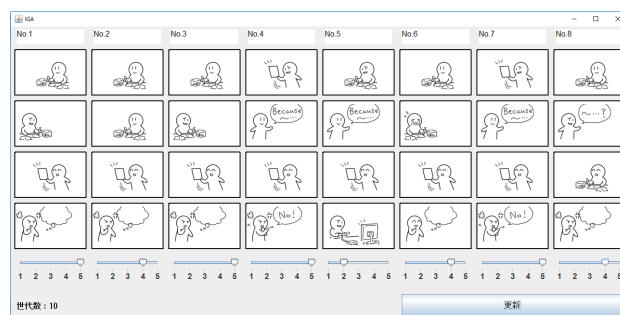 IGA
No.1 No.2 No.3 No.4 No.5 No.6 No.7 No.8
Because ~.... Because ~.... Because ~.... ~...?
No! No!
1 2 3 4 5 1 2 3 4 5 1 2 3 4 5 1 2 3 4 5 1 2 3 4 5 1 2 3 4 5 1 2 3 4 5 1 2 3 4 5
世代数：10 更新